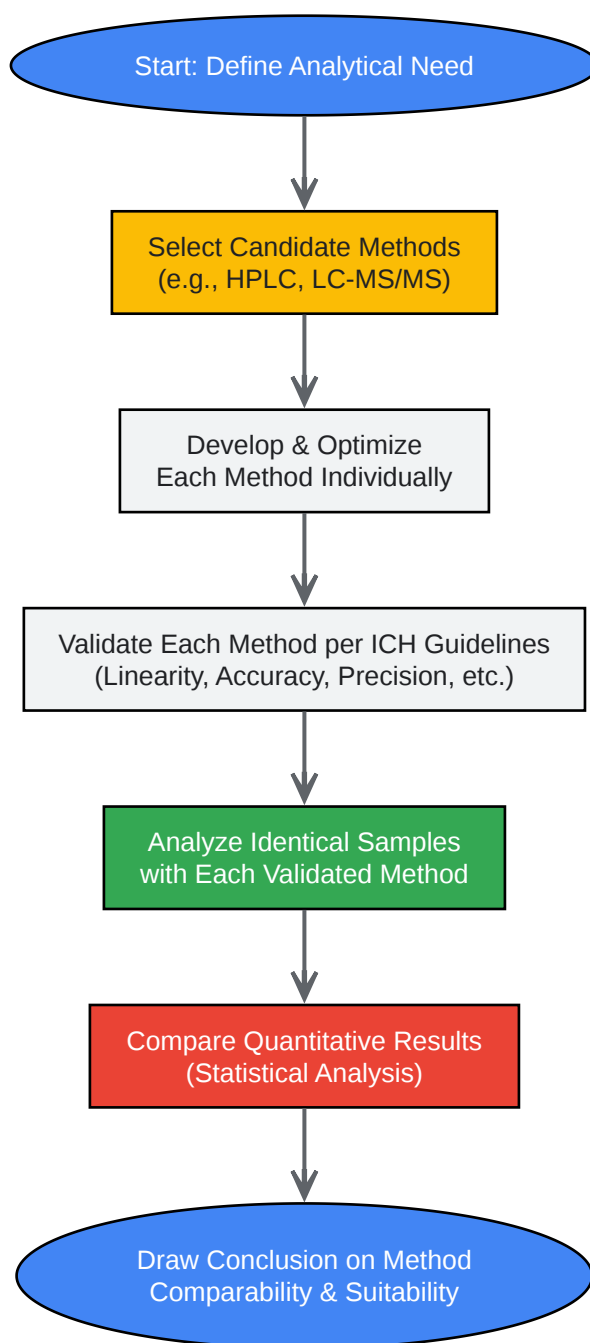 Start: Define Analytical Need
Select Candidate Methods
(e.g., HPLC, LC-MS/MS)
Develop & Optimize
Each Method Individually
Validate Each Method per ICH Guidelines
(Linearity, Accuracy, Precision, etc.)
Analyze Identical Samples
with Each Validated Method
Compare Quantitative Results
(Statistical Analysis)
Draw Conclusion on Method
Comparability & Suitability